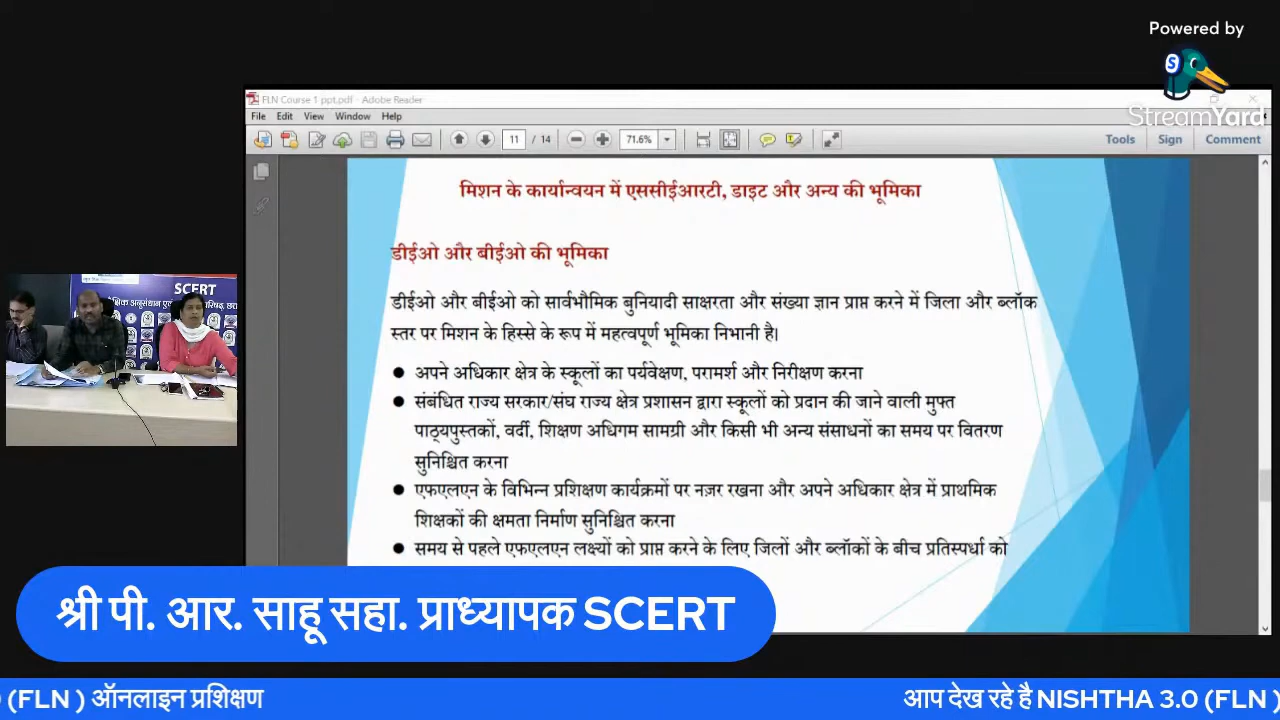 Powered by
S
StreamYard
FLN Course 1 ppt.pdf - Adobe Reader
File Edit View Window Help
11 / 14 71.6% Tools Sign Comment
मिशन के कार्यान्वयन में एससीईआरटी, डाइट और अन्य की भूमिका
डीईओ और बीईओ की भूमिका
डीईओ और बीईओ को सार्वभौमिक बुनियादी साक्षरता और संख्या ज्ञान प्राप्त करने में जिला और ब्लॉक
स्तर पर मिशन के हिस्से के रूप में महत्वपूर्ण भूमिका निभानी है।
● अपने अधिकार क्षेत्र के स्कूलों का पर्यवेक्षण, परामर्श और निरीक्षण करना
● संबंधित राज्य सरकार/संघ राज्य क्षेत्र प्रशासन द्वारा स्कूलों को प्रदान की जाने वाली मुफ्त
पाठ्यपुस्तकों, वर्दी, शिक्षण अधिगम सामग्री और किसी भी अन्य संसाधनों का समय पर वितरण
सुनिश्चित करना
● एफएलएन के विभिन्न प्रशिक्षण कार्यक्रमों पर नज़र रखना और अपने अधिकार क्षेत्र में प्राथमिक
शिक्षकों की क्षमता निर्माण सुनिश्चित करना
● समय से पहले एफएलएन लक्ष्यों को प्राप्त करने के लिए जिलों और ब्लॉकों के बीच प्रतिस्पर्धा को
SCERT
अनुसंधान
श्री पी. आर. साहू सहा. प्राध्यापक SCERT
(FLN ) ऑनलाइन प्रशिक्षण आप देख रहे है NISHTHA 3.0 (FLN )